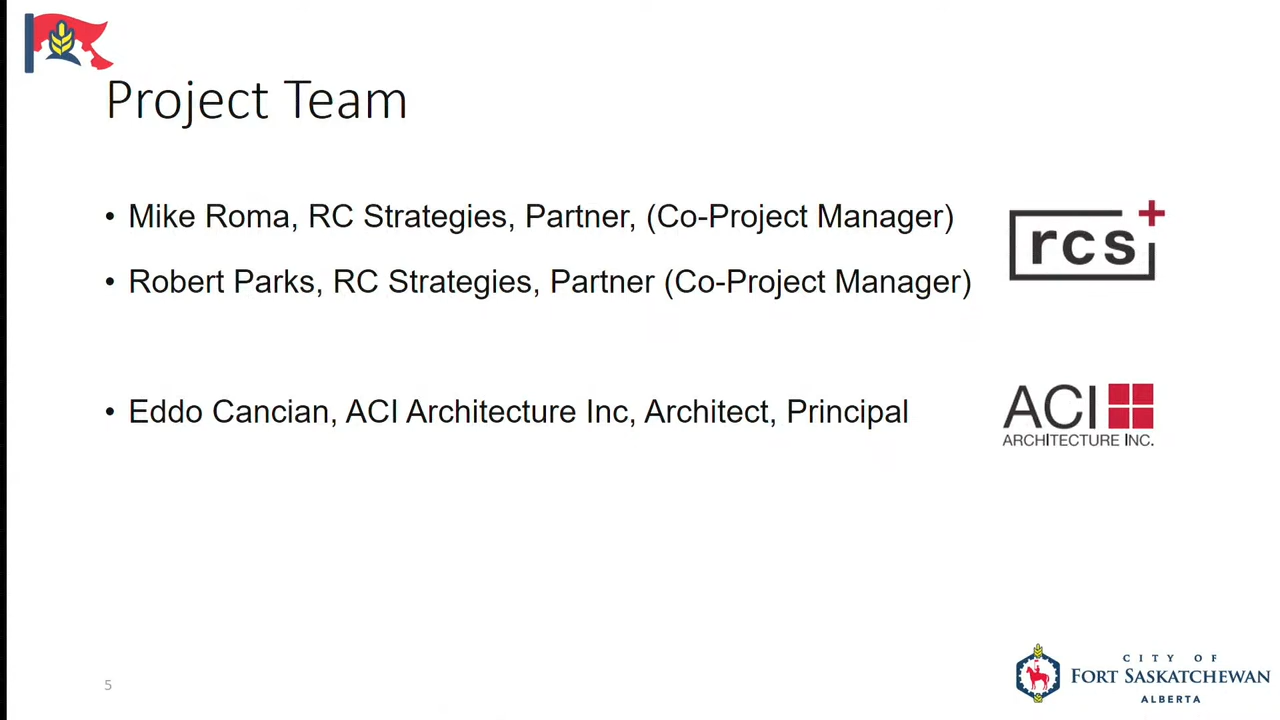 Project Team
• Mike Roma, RC Strategies, Partner, (Co-Project Manager)
• Robert Parks, RC Strategies, Partner (Co-Project Manager)
rcs+
• Eddo Cancian, ACI Architecture Inc, Architect, Principal
ACI
ARCHITECTURE INC.
5
CITY OF
FORT SASKATCHEWAN
ALBERTA